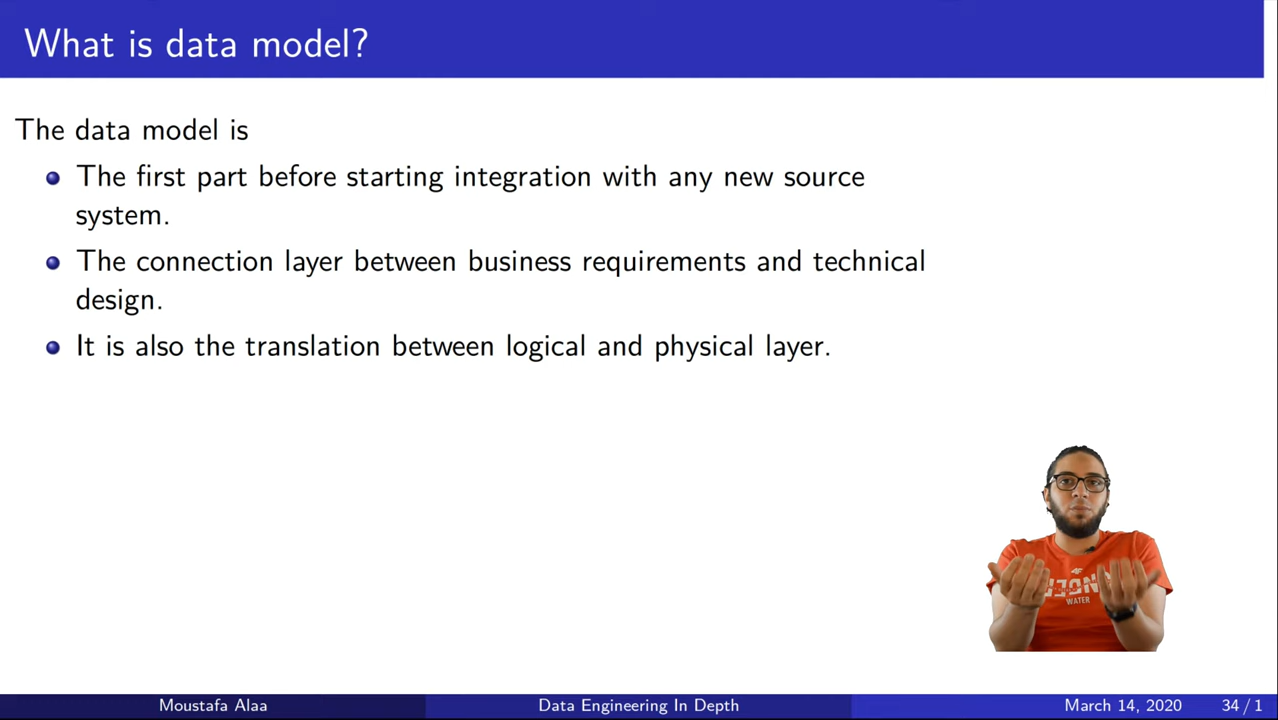 What is data model?
The data model is
The first part before starting integration with any new source
system.
The connection layer between business requirements and technical
design.
It is also the translation between logical and physical layer.
4F
WATER
Moustafa Alaa
Data Engineering In Depth
March 14, 2020
34 / 1